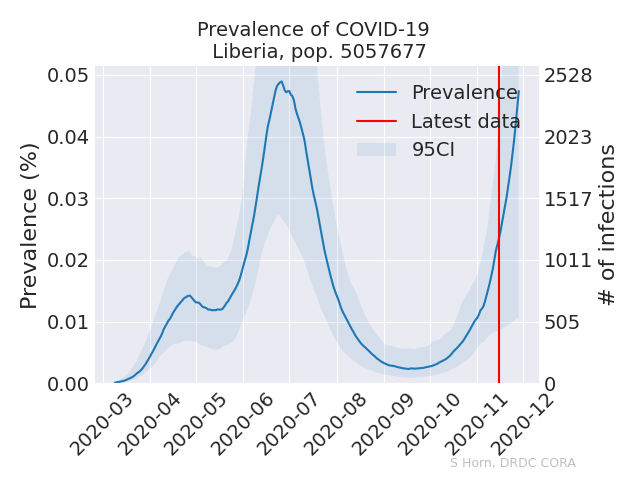 Prevalence of COVID-19
Liberia, pop. 5057677
Prevalence (%)
0.05
0.04
0.03
0.02
0.01
0.00
Prevalence
Latest data
95CI
2528
2023
1517
1011
505
0
# of infections
2020-03
2020-04
2020-05
2020-06
2020-07
2020-08
2020-09
2020-10
2020-11
2020-12
S Horn, DRDC CORA